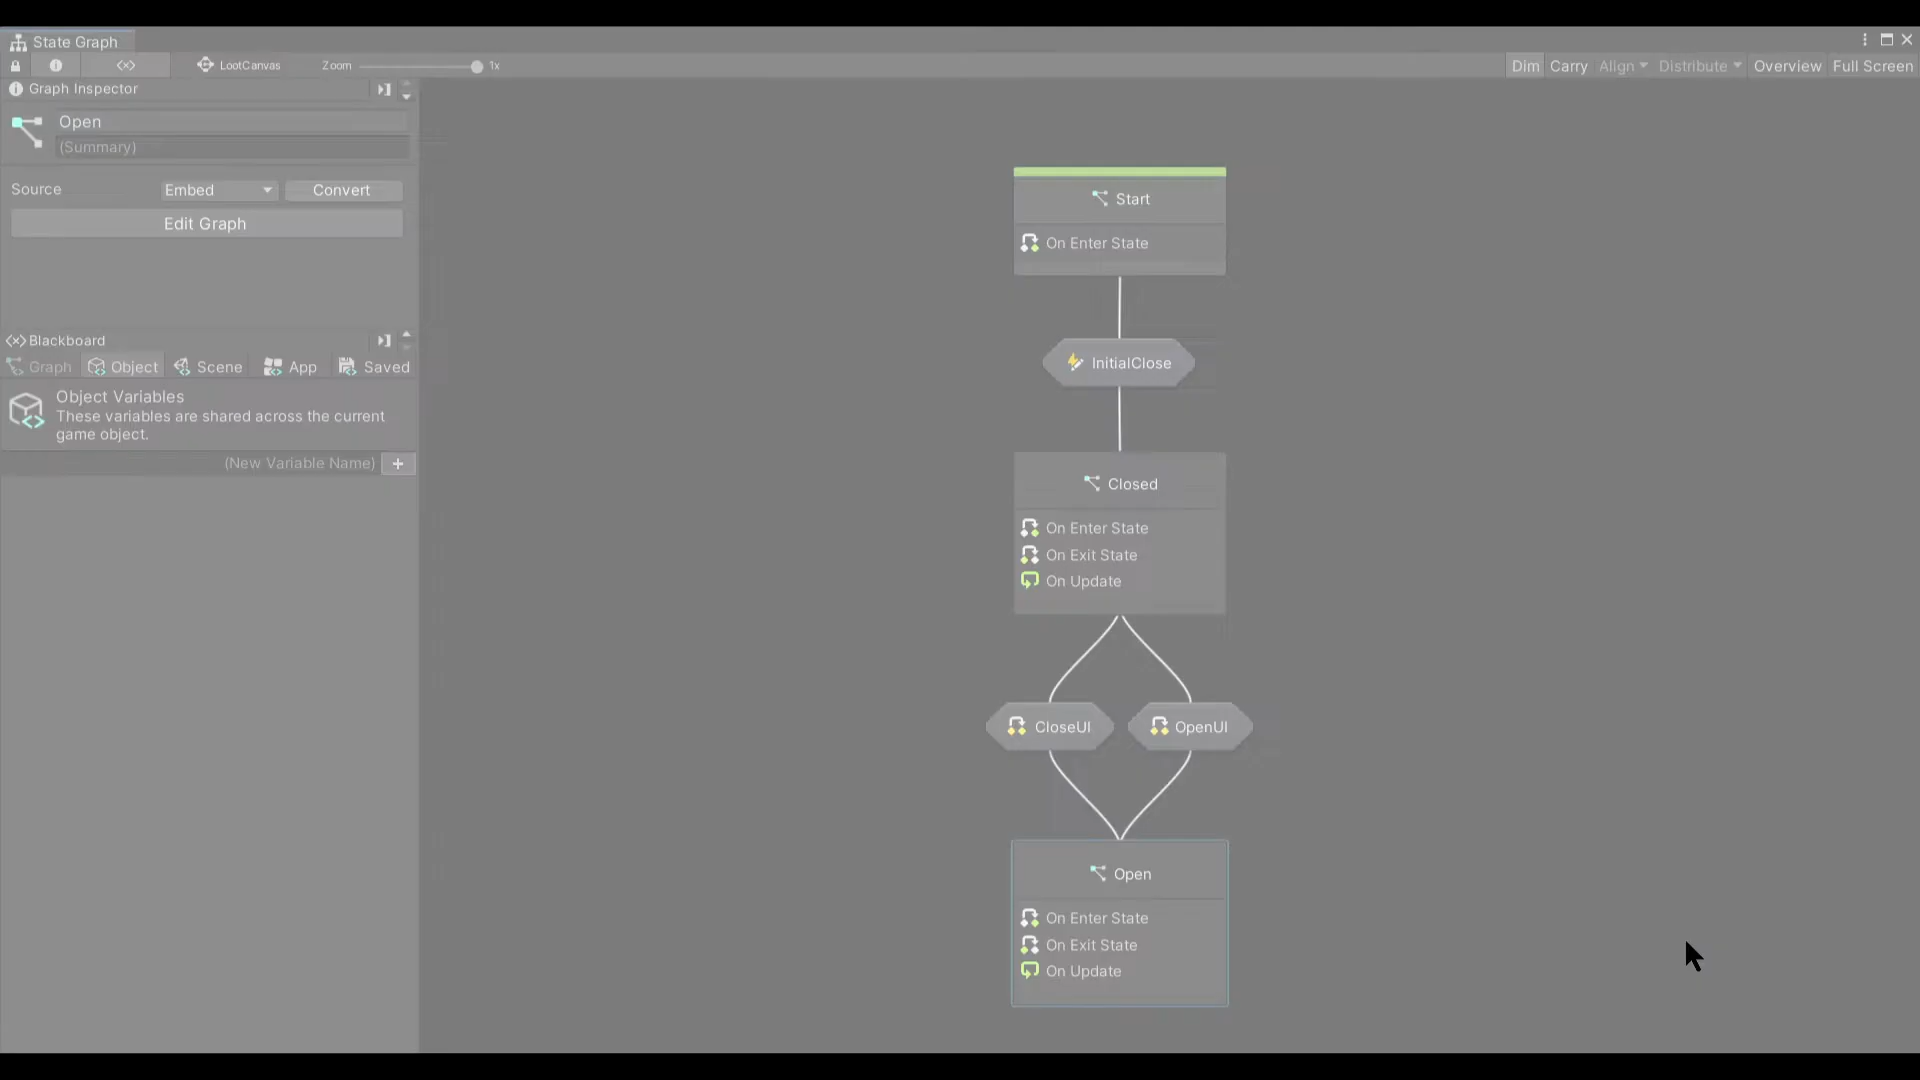 State Graph
LootCanvas Zoom 1x Dim Carry Align Distribute Overview Full Screen
Graph Inspector
Open
(Summary)
Source Embed Convert
Edit Graph
Blackboard
Graph Object Scene App Saved
Object Variables
These variables are shared across the current
game object.
(New Variable Name) +
Start
On Enter State
InitialClose
Closed
On Enter State
On Exit State
On Update
CloseUI OpenUI
Open
On Enter State
On Exit State
On Update